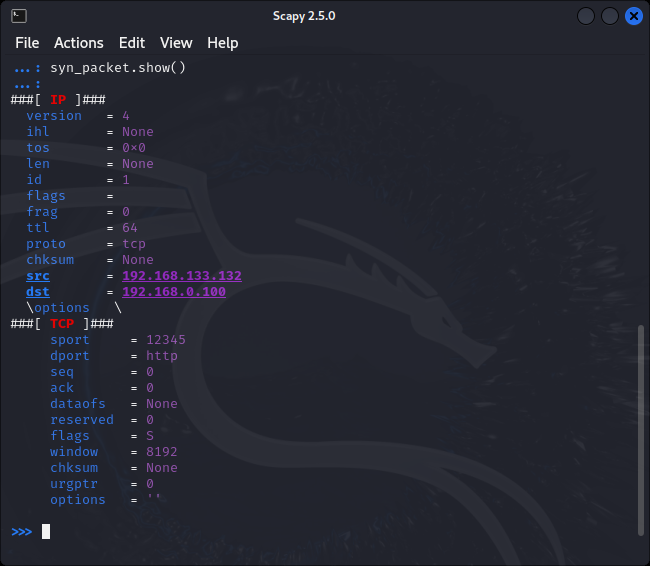 Scapy 2.5.0
File Actions Edit View Help
...: syn_packet.show()
...:
###[ IP ]###
version = 4
ihl = None
tos = 0x0
len = None
id = 1
flags =
frag = 0
ttl = 64
proto = tcp
chksum = None
src = 192.168.133.132
dst = 192.168.0.100
\options \
###[ TCP ]###
sport = 12345
dport = http
seq = 0
ack = 0
dataofs = None
reserved = 0
flags = S
window = 8192
chksum = None
urgptr = 0
options = ''
>>>